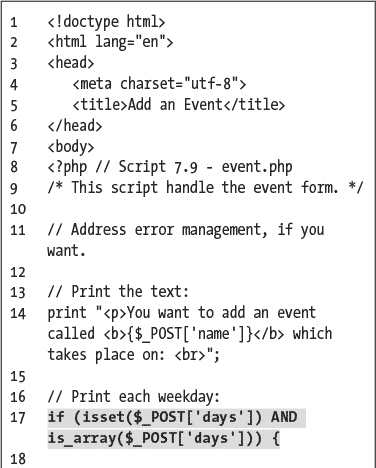 1 <!doctype html>
2 <html lang="en">
3 <head>
4 <meta charset="utf-8">
5 <title>Add an Event</title>
6 </head>
7 <body>
8 <?php // Script 7.9 - event.php
9 /* This script handle the event form. */
10
11 // Address error management, if you
want.
12
13 // Print the text:
14 print "<p>You want to add an event
called <b>{$_POST['name']}</b> which
takes place on: <br>";
15
16 // Print each weekday:
17 if (isset($_POST['days']) AND
is_array($_POST['days'])) {
18